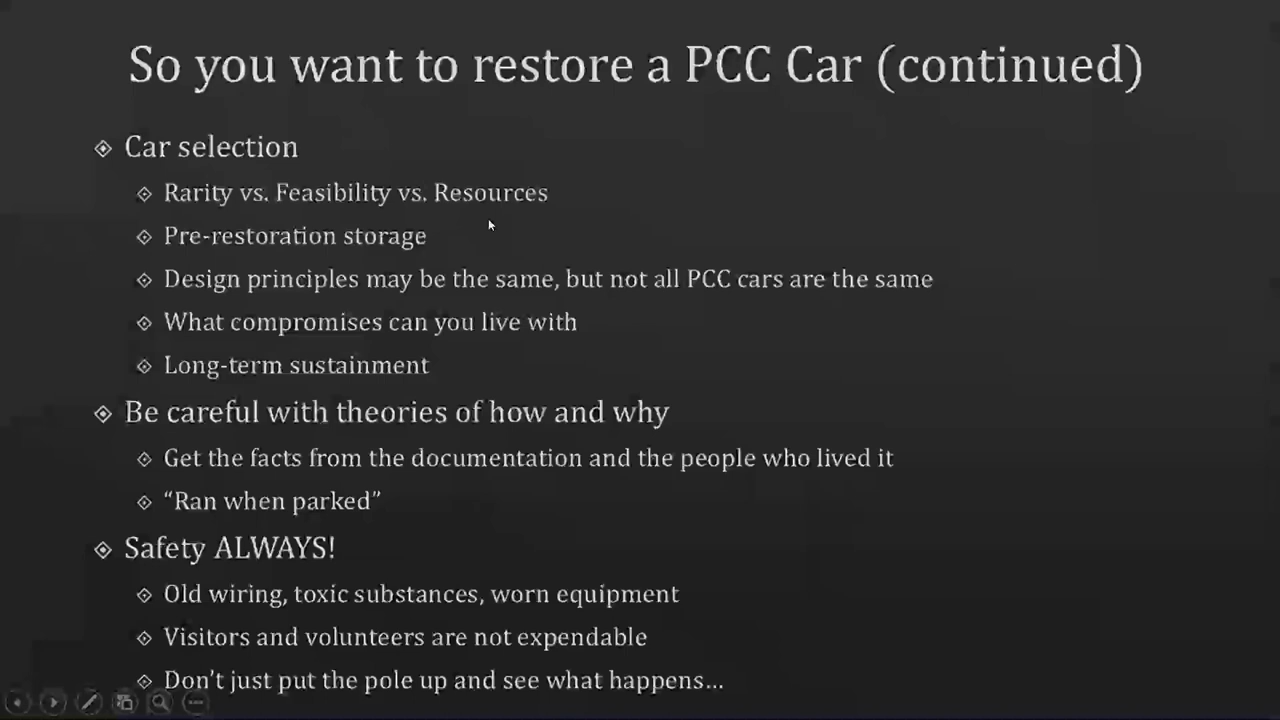 So you want to restore a PCC Car (continued)
Car selection
Rarity vs. Feasibility vs. Resources
Pre-restoration storage
Design principles may be the same, but not all PCC cars are the same
What compromises can you live with
Long-term sustainment
Be careful with theories of how and why
Get the facts from the documentation and the people who lived it
“Ran when parked”
Safety ALWAYS!
Old wiring, toxic substances, worn equipment
Visitors and volunteers are not expendable
Don’t just put the pole up and see what happens…